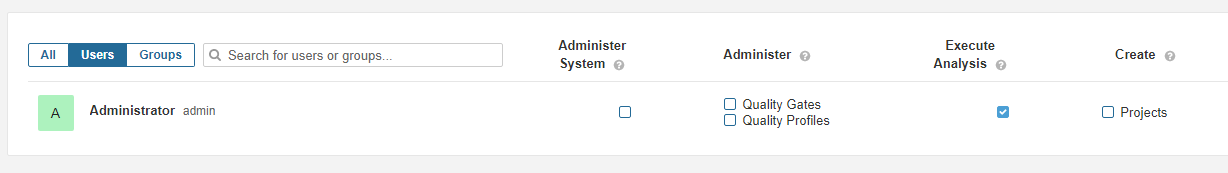 All Users Groups Search for users or groups...
Administer System ?
Administer ?
Execute Analysis ?
Create ?
A Administrator admin
Quality Gates
Quality Profiles
Projects